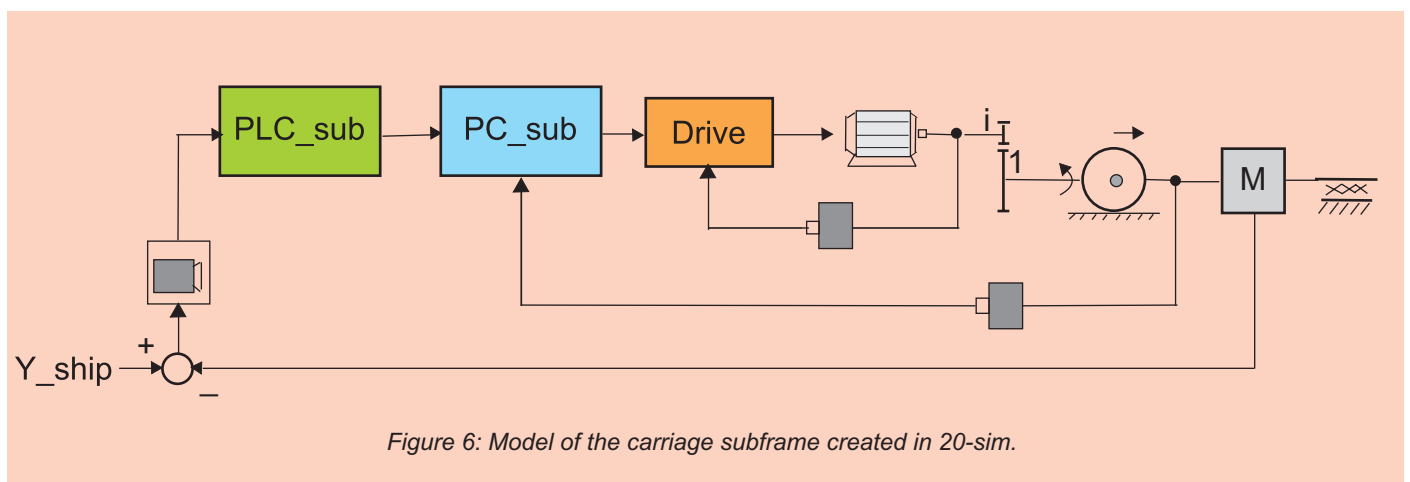 PLC_sub
PC_sub
Drive
i
1
M
+
Y_ship
–
Figure 6: Model of the carriage subframe created in 20-sim.